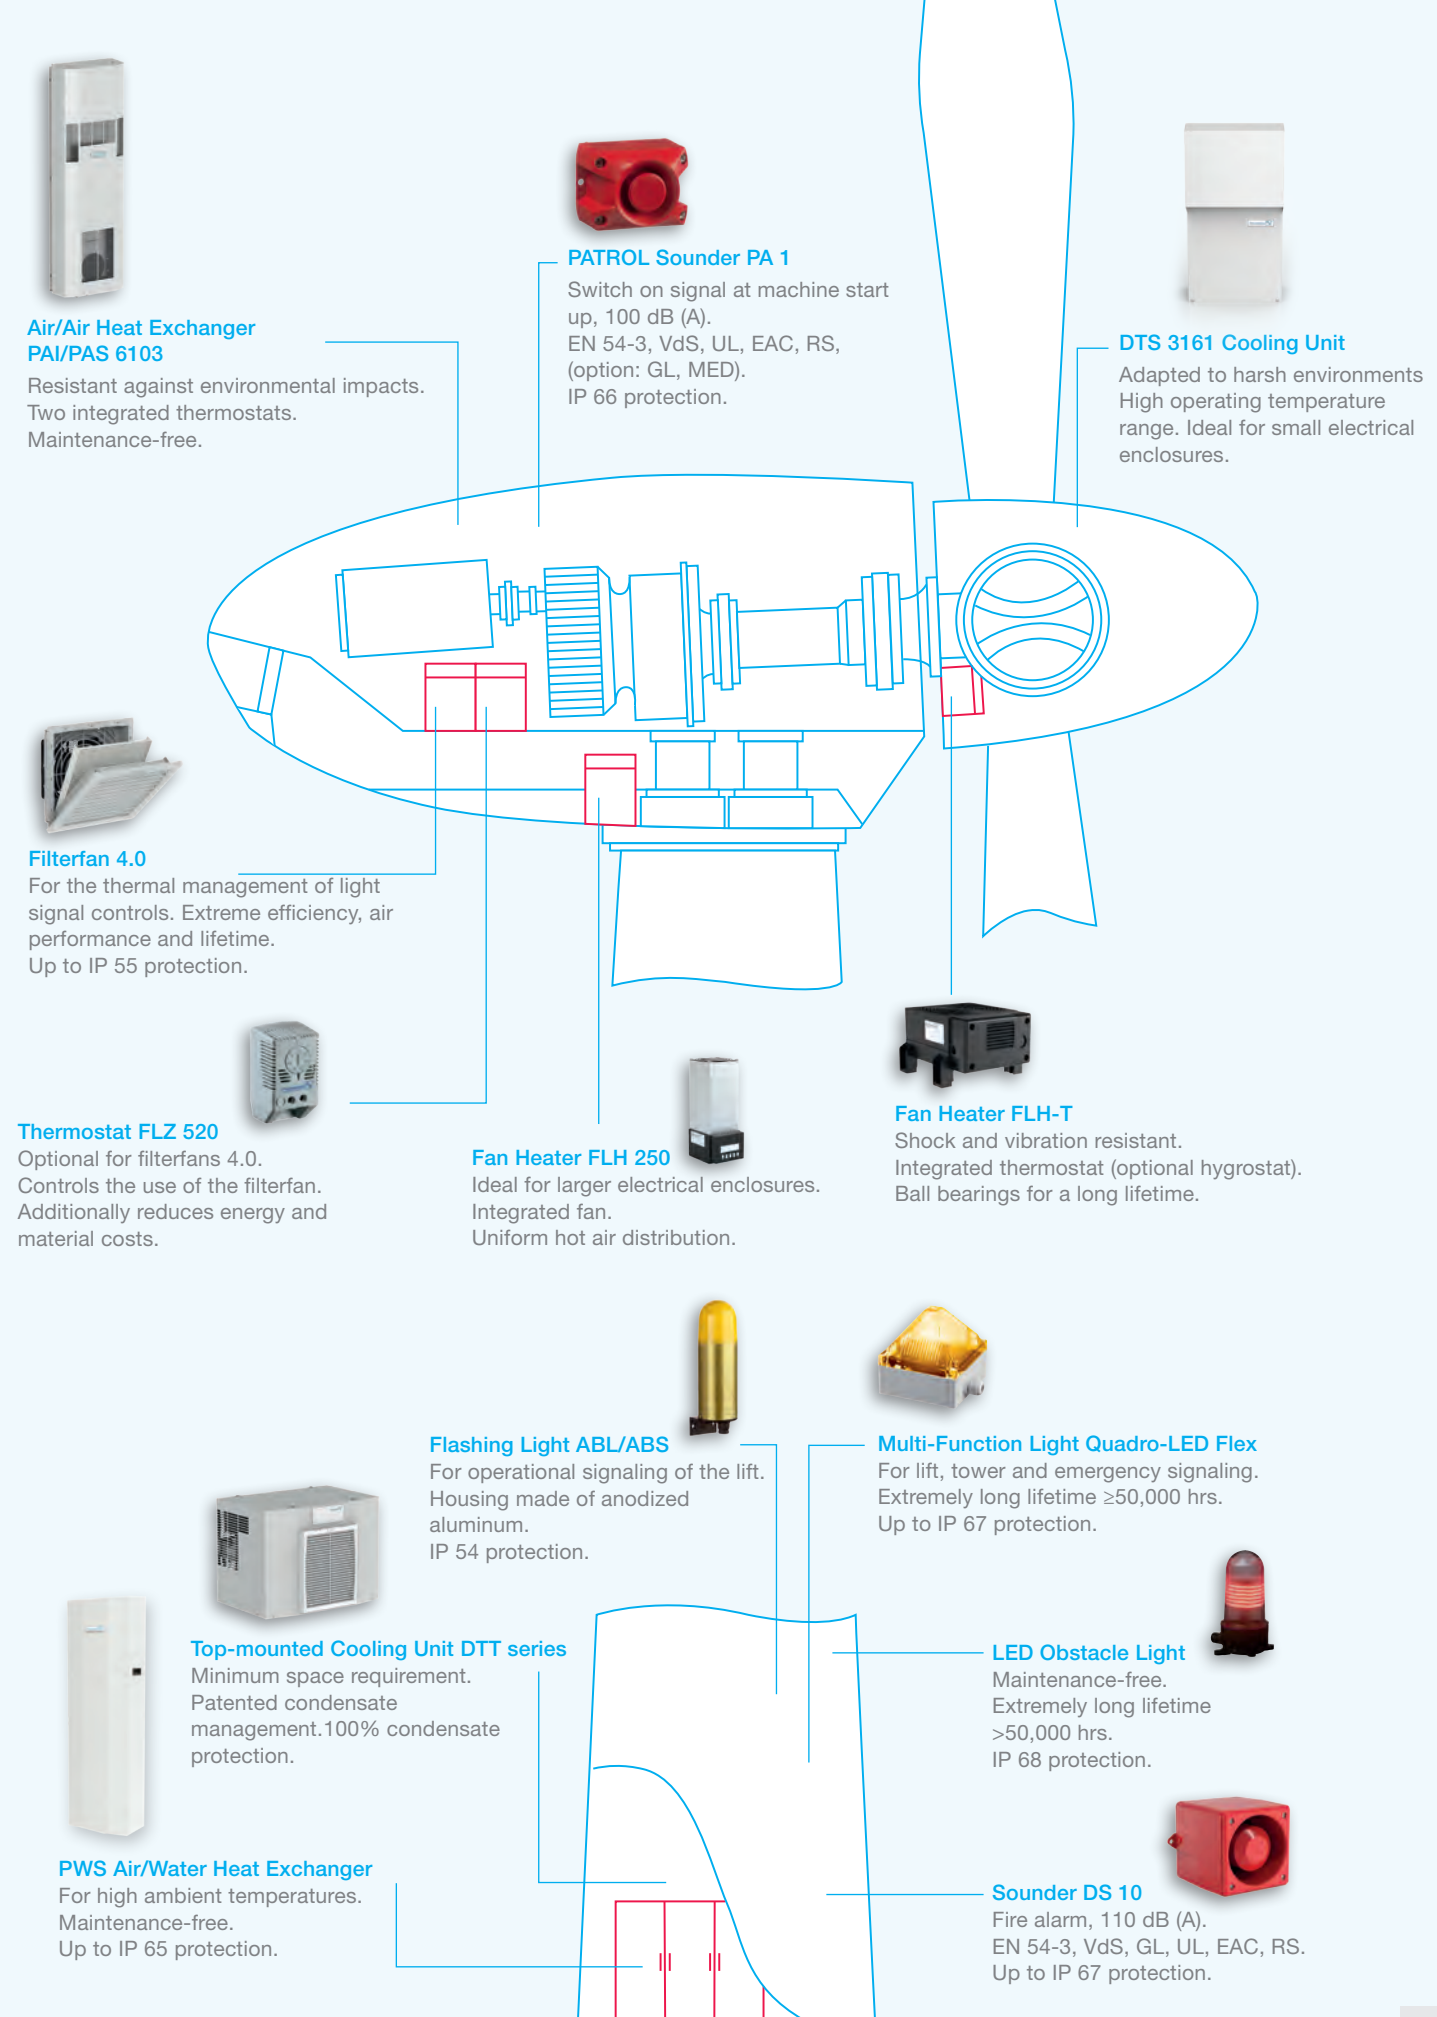 Air/Air Heat Exchanger
PAI/PAS 6103
Resistant against environmental impacts.
Two integrated thermostats.
Maintenance-free.
PATROL Sounder PA 1
Switch on signal at machine start
up, 100 dB (A).
EN 54-3, VdS, UL, EAC, RS,
(option: GL, MED).
IP 66 protection.
DTS 3161 Cooling Unit
Adapted to harsh environments
High operating temperature
range. Ideal for small electrical
enclosures.
Filterfan 4.0
For the thermal management of light
signal controls. Extreme efficiency, air
performance and lifetime.
Up to IP 55 protection.
Thermostat FLZ 520
Optional for filterfans 4.0.
Controls the use of the filterfan.
Additionally reduces energy and
material costs.
Fan Heater FLH 250
Ideal for larger electrical enclosures.
Integrated fan.
Uniform hot air distribution.
Fan Heater FLH-T
Shock and vibration resistant.
Integrated thermostat (optional hygrostat).
Ball bearings for a long lifetime.
Flashing Light ABL/ABS
For operational signaling of the lift.
Housing made of anodized
aluminum.
IP 54 protection.
Multi-Function Light Quadro-LED Flex
For lift, tower and emergency signaling.
Extremely long lifetime ≥50,000 hrs.
Up to IP 67 protection.
Top-mounted Cooling Unit DTT series
Minimum space requirement.
Patented condensate
management.100% condensate
protection.
LED Obstacle Light
Maintenance-free.
Extremely long lifetime
>50,000 hrs.
IP 68 protection.
PWS Air/Water Heat Exchanger
For high ambient temperatures.
Maintenance-free.
Up to IP 65 protection.
Sounder DS 10
Fire alarm, 110 dB (A).
EN 54-3, VdS, GL, UL, EAC, RS.
Up to IP 67 protection.